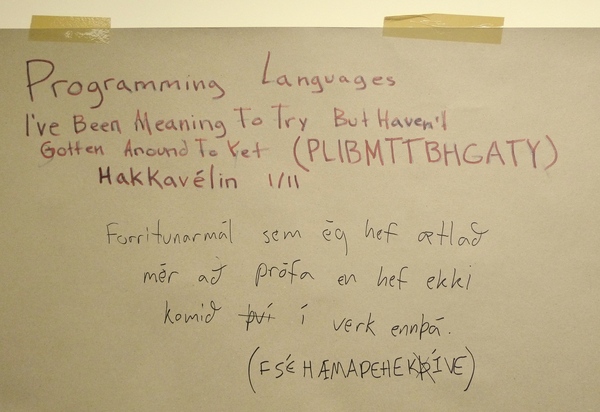 Programming Languages
I've Been Meaning To Try But Haven't
Gotten Around To Yet (PLIBMTTBHGATY)
Hakkavélin 1/11
Forritunarmál sem ég hef ætlað
mér að prófa en hef ekki
komið því í verk ennþá.
(FSÉHÆMAPEHEKÞÍVE)